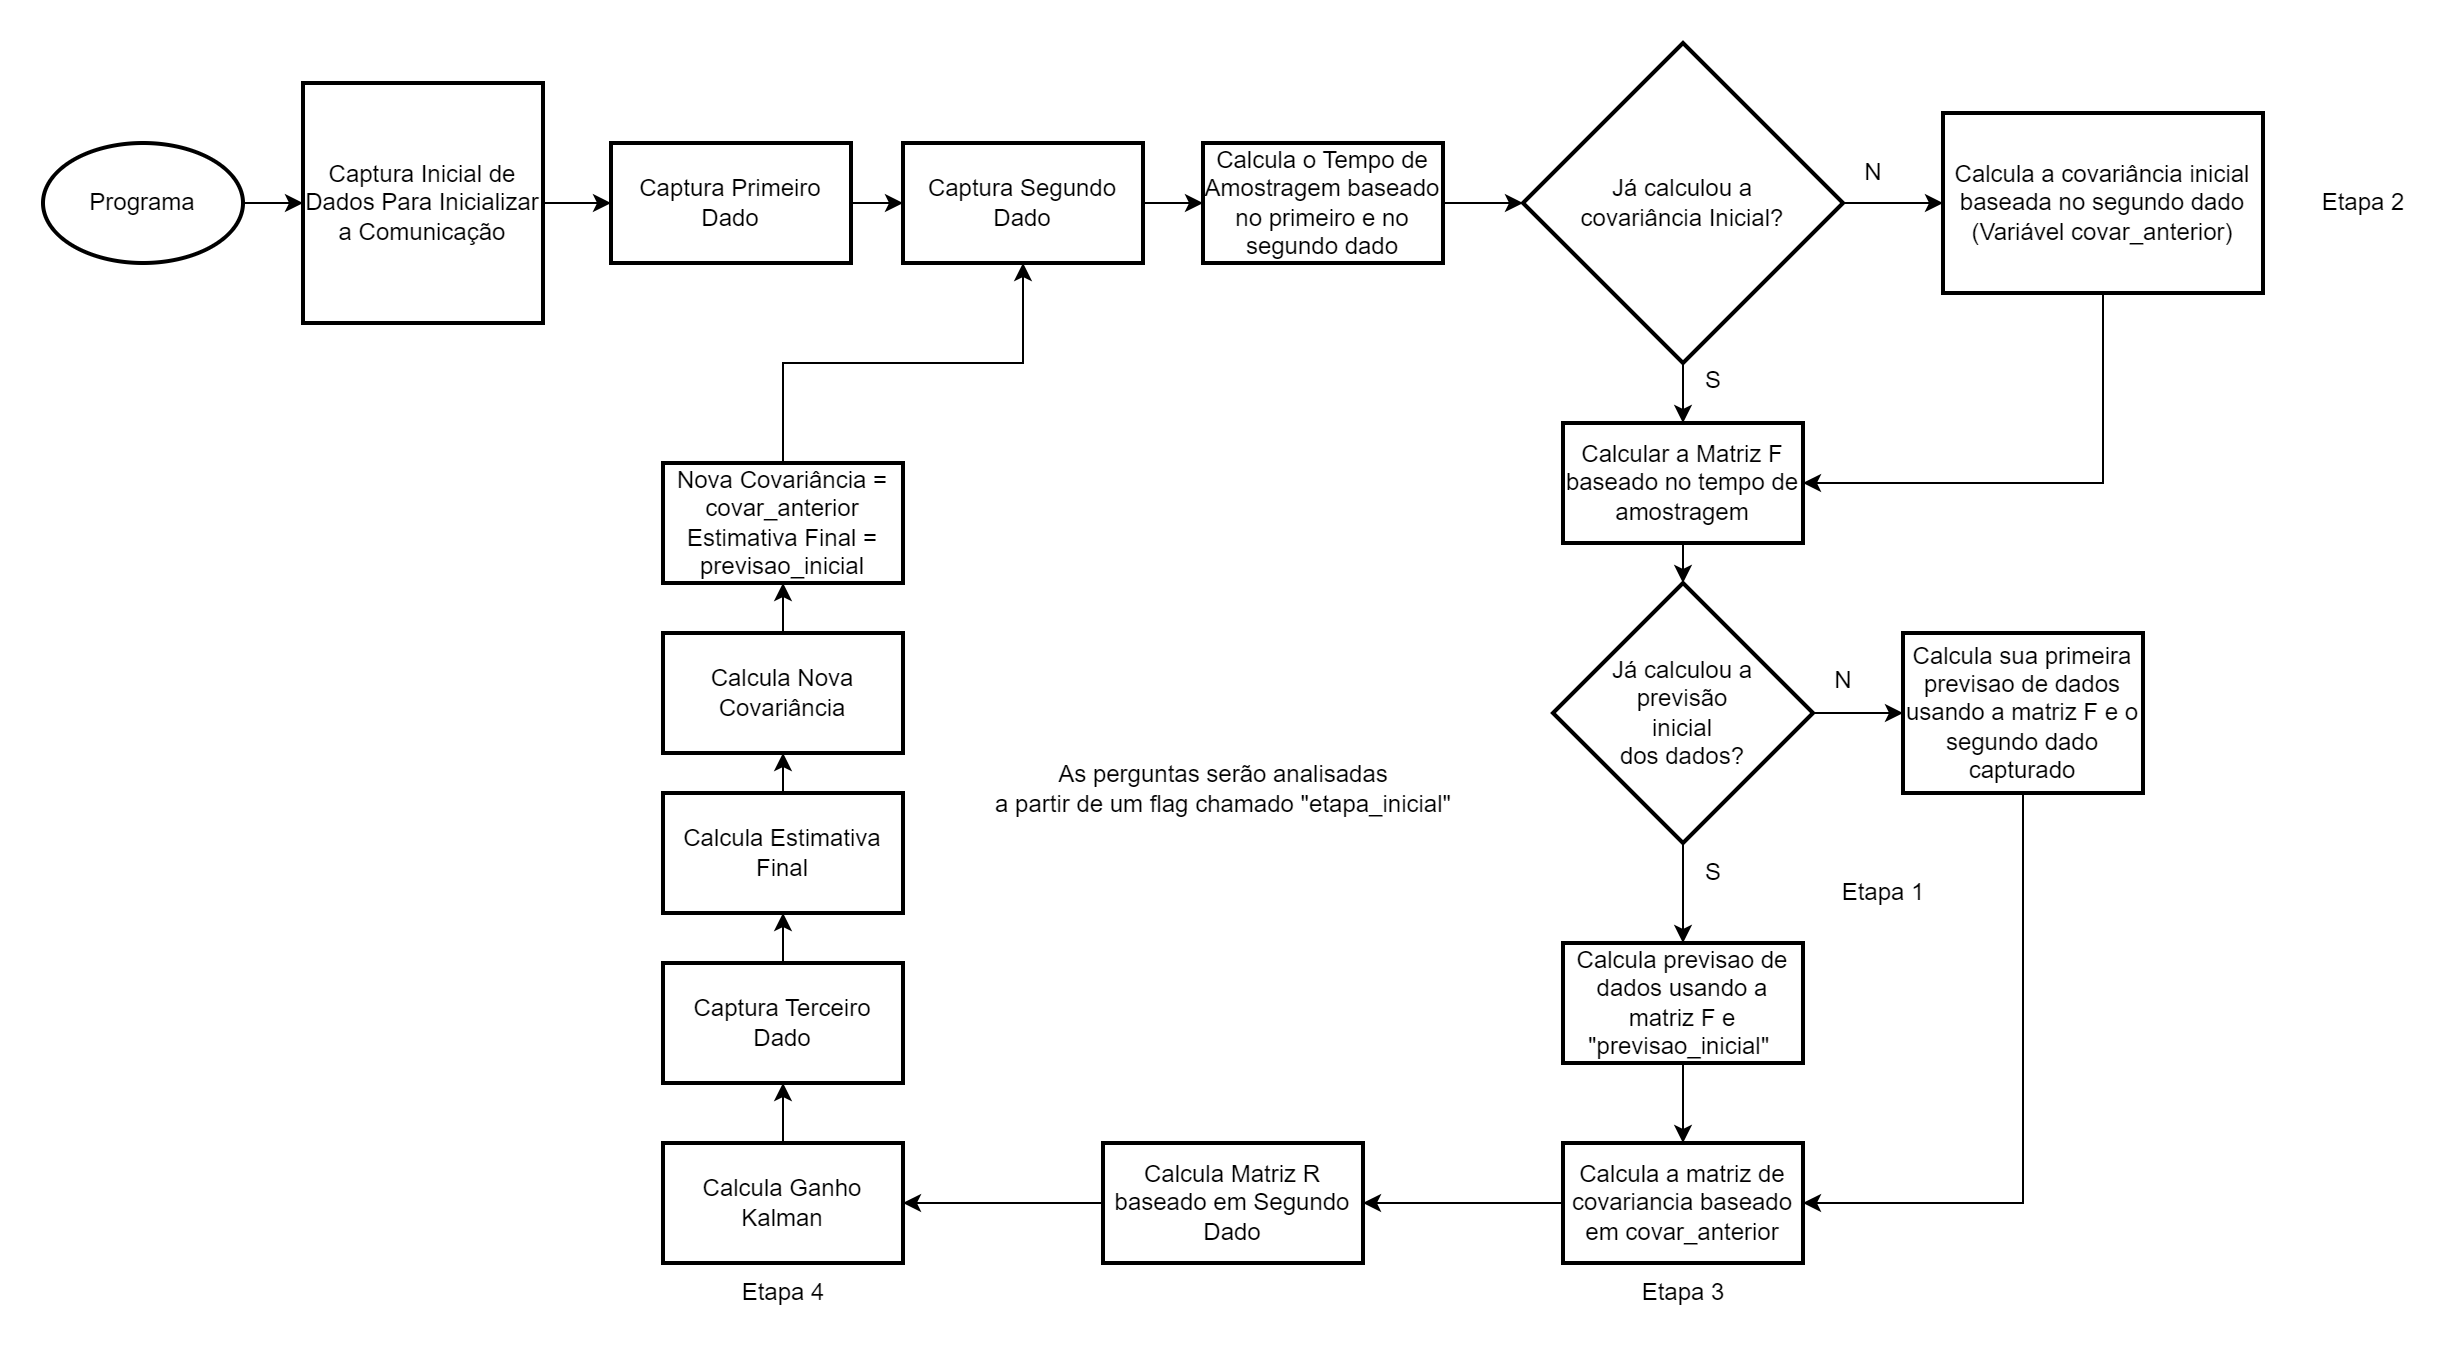 Programa
Captura Inicial de
Dados Para Inicializar
a Comunicação
Captura Primeiro
Dado
Captura Segundo
Dado
Calcula o Tempo de
Amostragem baseado
no primeiro e no
segundo dado
Já calculou a
covariância Inicial?
N
Calcula a covariância inicial
baseada no segundo dado
(Variável covar_anterior)
Etapa 2
S
Calcular a Matriz F
baseado no tempo de
amostragem
Já calculou a
previsão
inicial
dos dados?
N
Calcula sua primeira
previsao de dados
usando a matriz F e o
segundo dado
capturado
S
Etapa 1
Calcula previsao de
dados usando a
matriz F e
"previsao_inicial"
Calcula a matriz de
covariancia baseado
em covar_anterior
Etapa 3
Calcula Matriz R
baseado em Segundo
Dado
Calcula Ganho
Kalman
Etapa 4
Captura Terceiro
Dado
Calcula Estimativa
Final
Calcula Nova
Covariância
Nova Covariância =
covar_anterior
Estimativa Final =
previsao_inicial
As perguntas serão analisadas
a partir de um flag chamado "etapa_inicial"